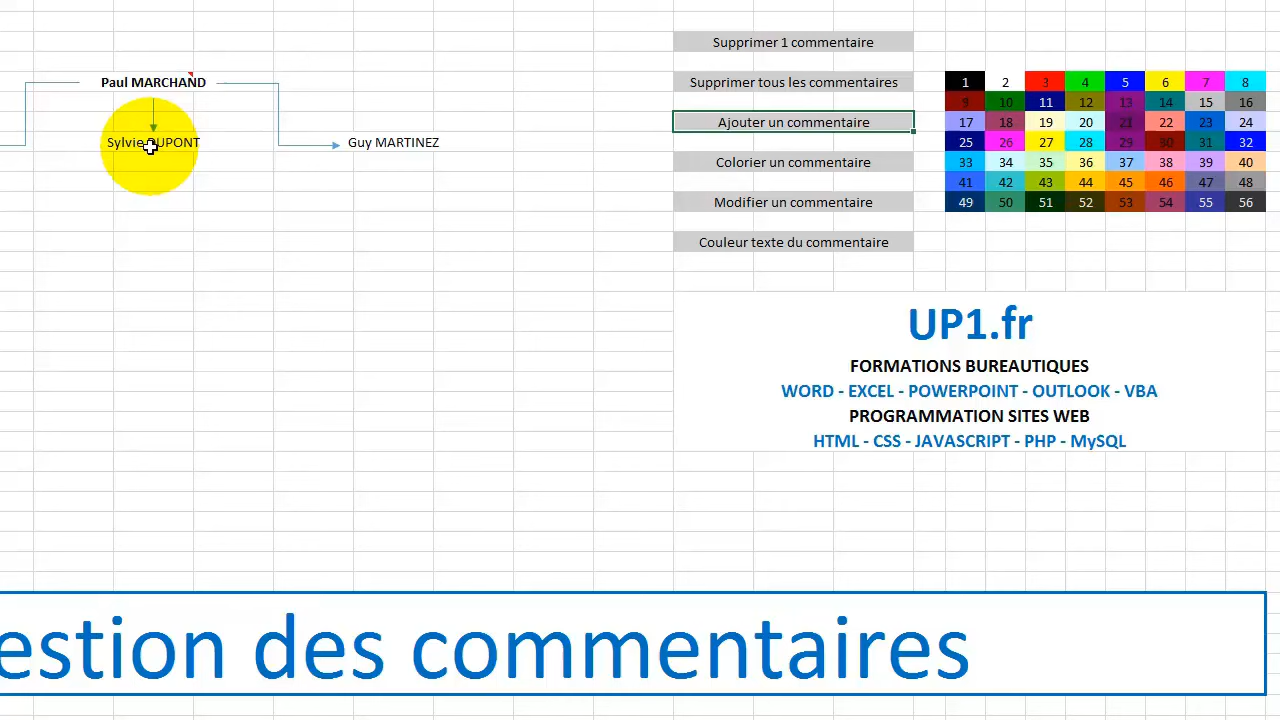 Paul MARCHAND
Sylvie DUPONT
Guy MARTINEZ
Supprimer 1 commentaire
Supprimer tous les commentaires
Ajouter un commentaire
Colorier un commentaire
Modifier un commentaire
Couleur texte du commentaire
1 2 3 4 5 6 7 8
9 10 11 12 13 14 15 16
17 18 19 20 21 22 23 24
25 26 27 28 29 30 31 32
33 34 35 36 37 38 39 40
41 42 43 44 45 46 47 48
49 50 51 52 53 54 55 56
UP1.fr
FORMATIONS BUREAUTIQUES
WORD - EXCEL - POWERPOINT - OUTLOOK - VBA
PROGRAMMATION SITES WEB
HTML - CSS - JAVASCRIPT - PHP - MySQL
estion des commentaires